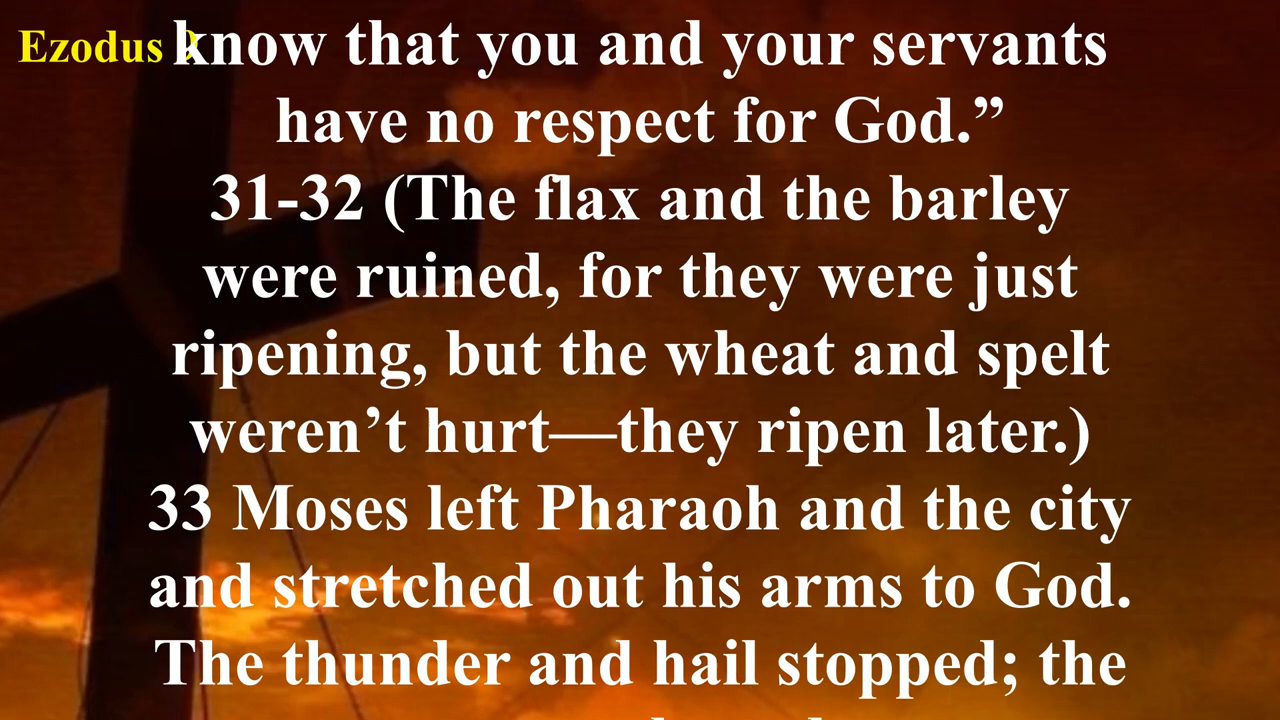 Ezodus
know that you and your servants
have no respect for God.”
31-32 (The flax and the barley
were ruined, for they were just
ripening, but the wheat and spelt
weren’t hurt—they ripen later.)
33 Moses left Pharaoh and the city
and stretched out his arms to God.
The thunder and hail stopped; the